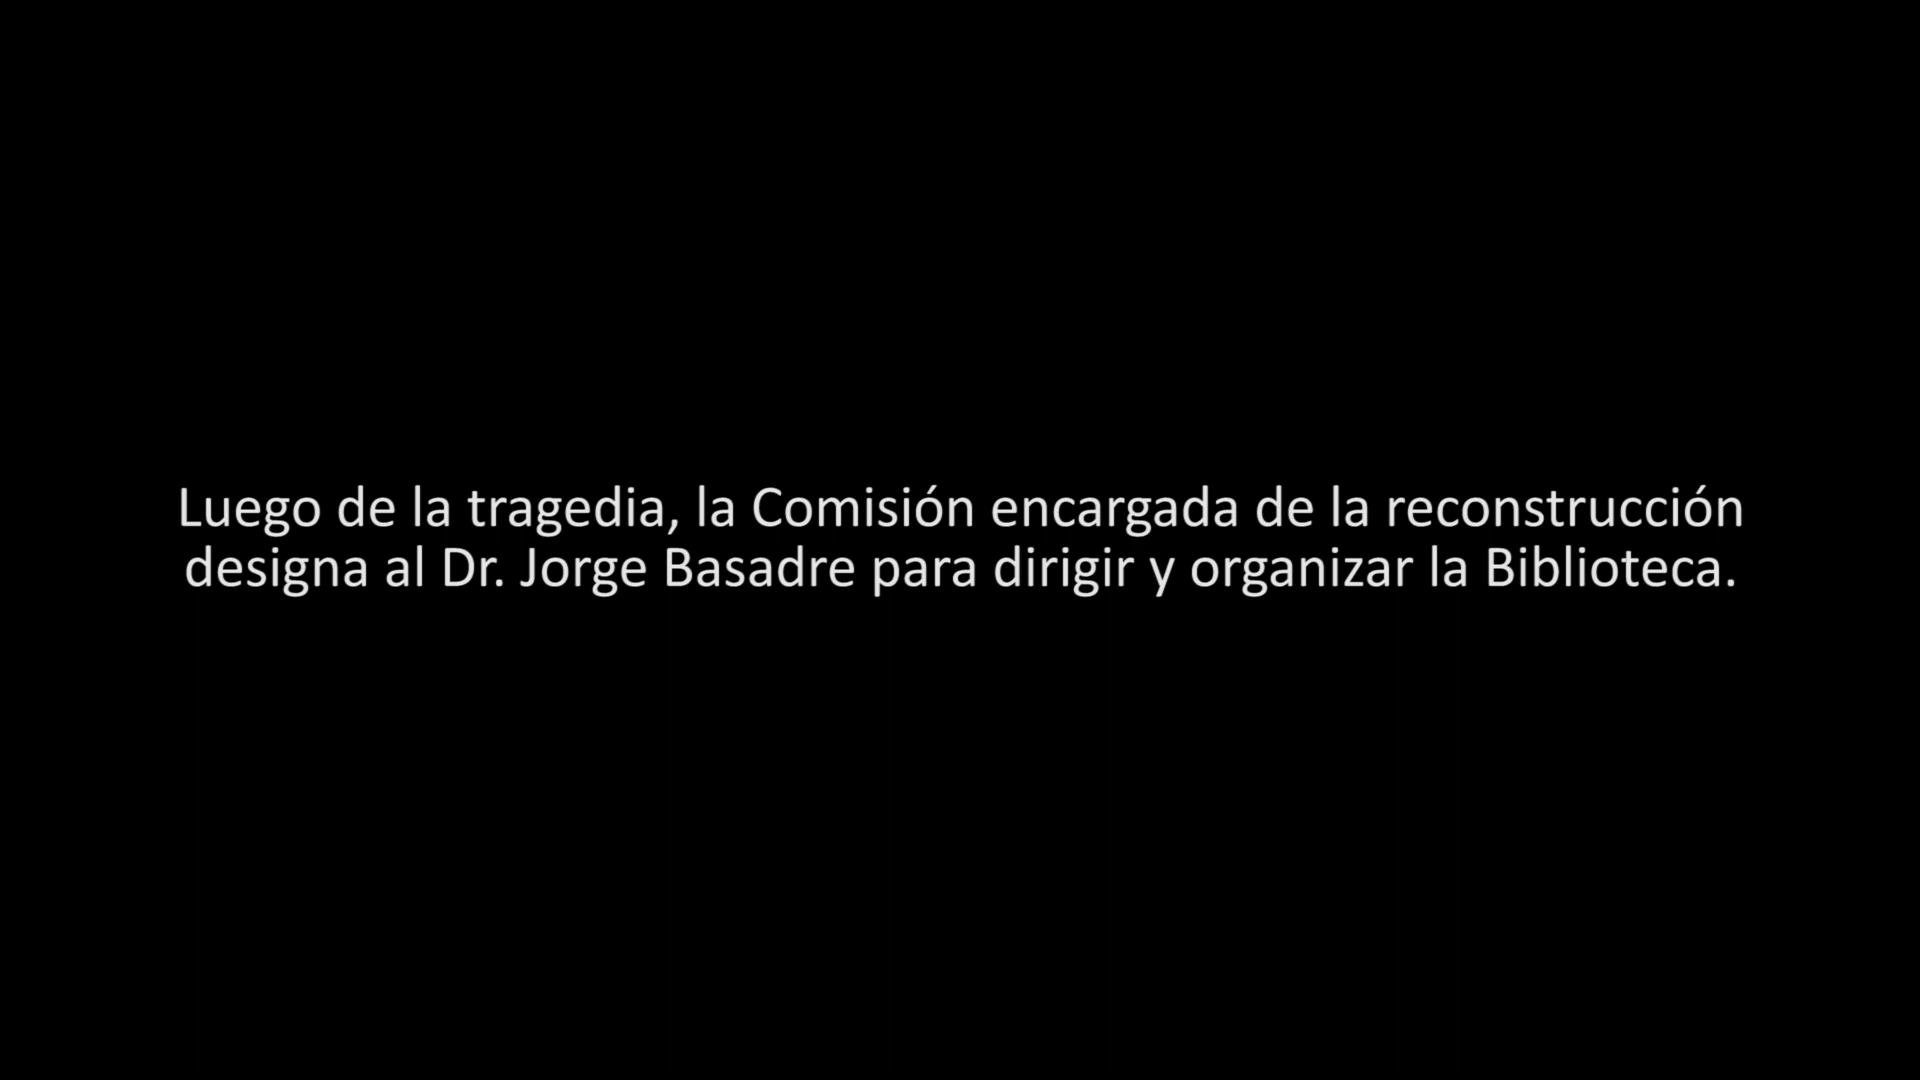 Luego de la tragedia, la Comisión encargada de la reconstrucción
designa al Dr. Jorge Basadre para dirigir y organizar la Biblioteca.